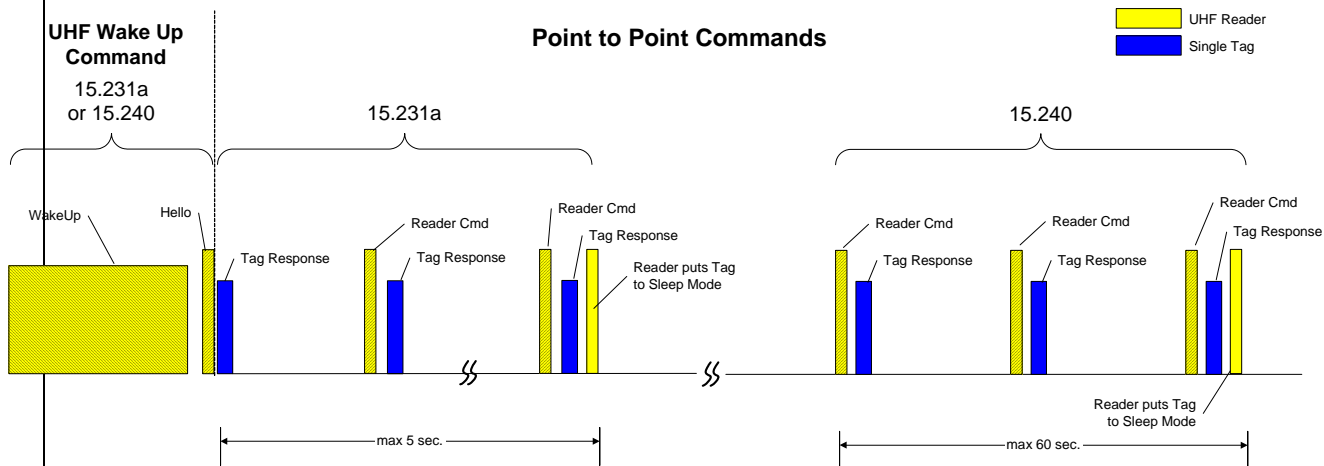 UHF Wake Up
Command
15.231a
or 15.240
Point to Point Commands
UHF Reader
Single Tag
15.231a
15.240
WakeUp
Hello
Tag Response
Reader Cmd
Tag Response
Reader Cmd
Tag Response
Reader puts Tag
to Sleep Mode
Reader Cmd
Tag Response
Reader Cmd
Tag Response
Reader Cmd
Tag Response
Reader puts Tag
to Sleep Mode
max 5 sec.
max 60 sec.